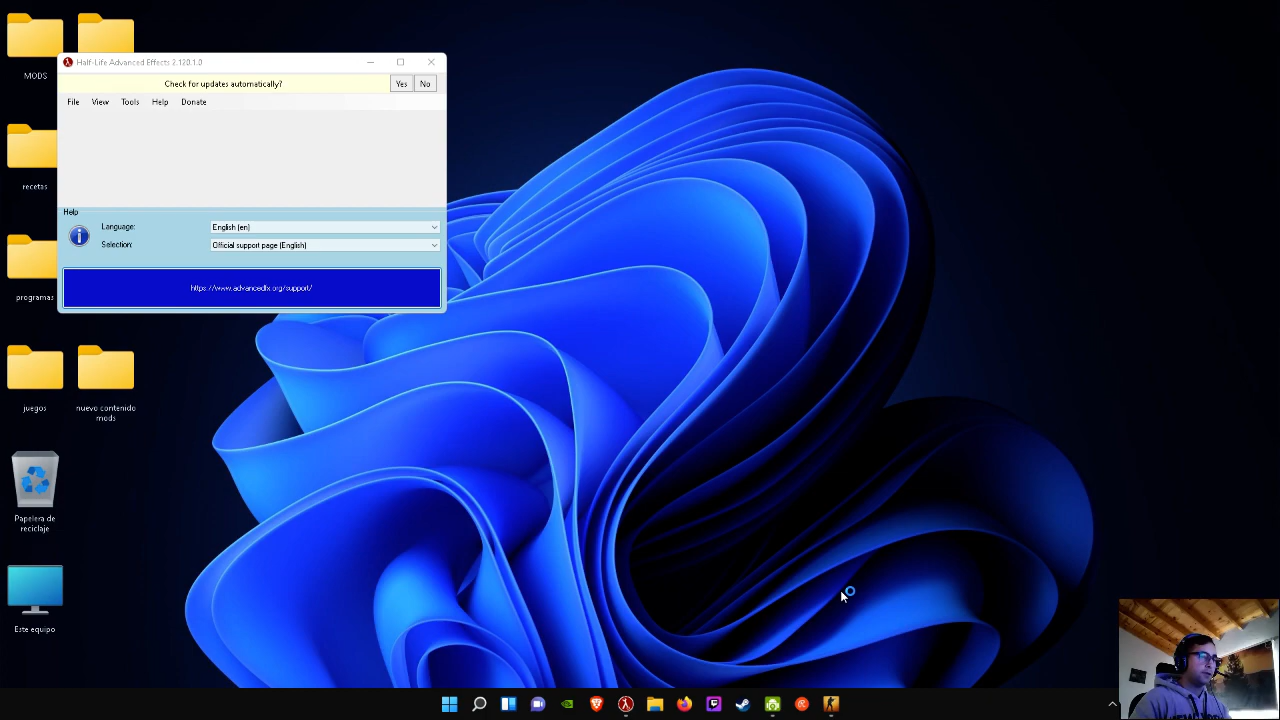 MODS
Half-Life Advanced Effects 2.120.1.0
Check for updates automatically?
Yes
No
File
View
Tools
Help
Donate
recetas
Help
Language:
English (en)
Selection:
Official support page (English)
https://www.advancedfx.org/support/
programas
juegos
nuevo contenido
mods
Papelera de
reciclaje
Este equipo